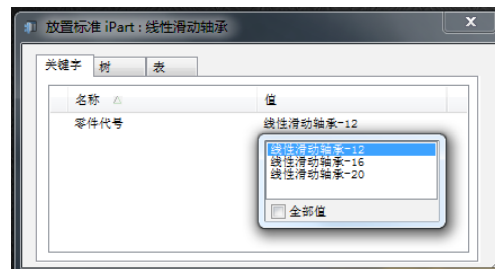 放置标准 iPart : 线性滑动轴承
关键字 树 表
名称 值
零件代号 线性滑动轴承-12
线性滑动轴承-12
线性滑动轴承-16
线性滑动轴承-20
全部值